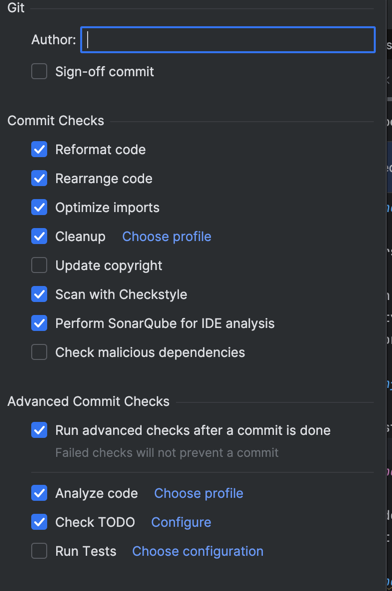 Git
Author:
Sign-off commit
Commit Checks
Reformat code
Rearrange code
Optimize imports
Cleanup Choose profile
Update copyright
Scan with Checkstyle
Perform SonarQube for IDE analysis
Check malicious dependencies
Advanced Commit Checks
Run advanced checks after a commit is done
Failed checks will not prevent a commit
Analyze code Choose profile
Check TODO Configure
Run Tests Choose configuration